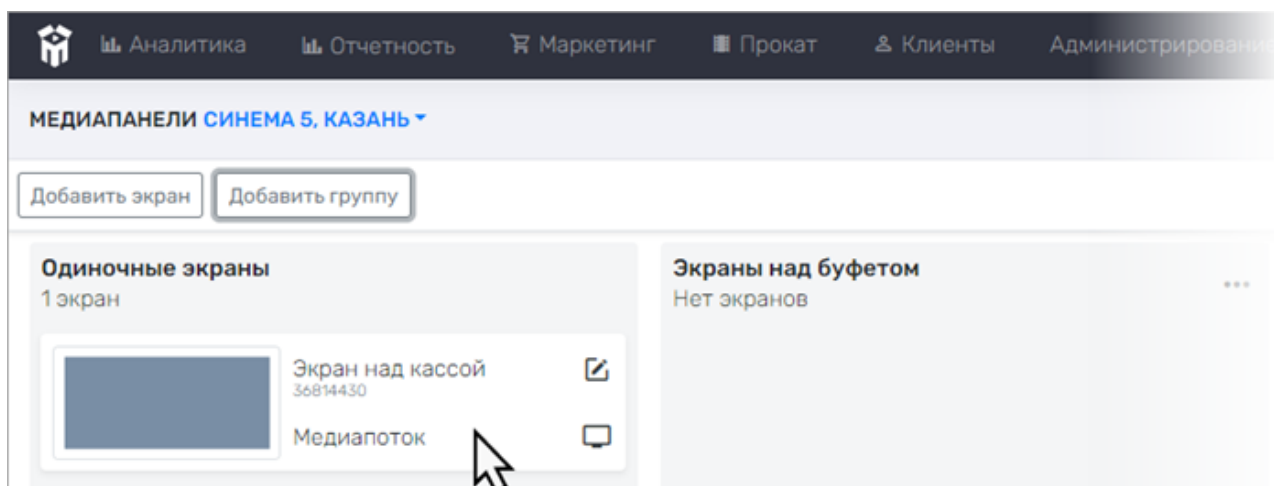 Аналитика Отчетность Маркетинг Прокат Клиенты Администрирование
МЕДИАПАНЕЛИ СИНЕМА 5, КАЗАНЬ
Добавить экран Добавить группу
Одиночные экраны
1 экран
Экраны над буфетом
Нет экранов
Экран над кассой
36814430
Медиапоток